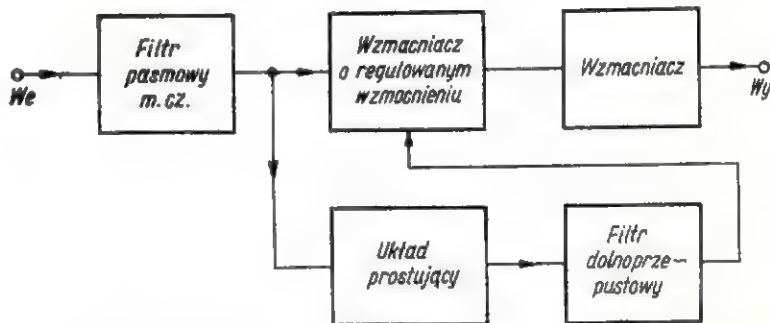 We
Filtr
pasmowy
m. cz.
Wzmacniacz
o regulowanym
wzmocnieniu
Wzmacniacz
Wy
Układ
prostujący
Filtr
dolnoprze-
pustowy